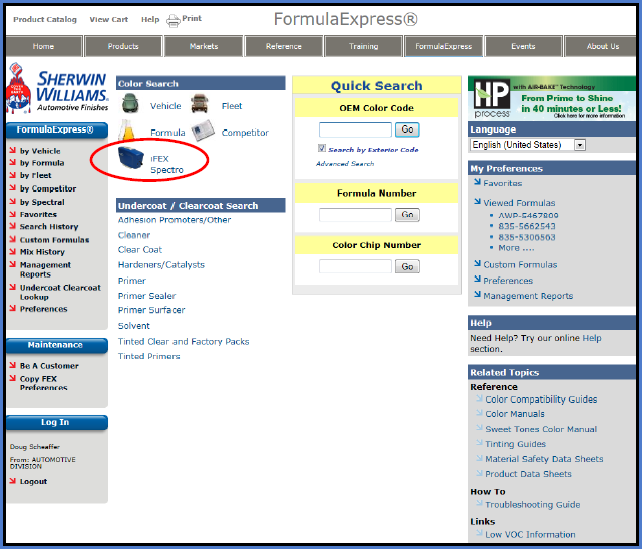 Product Catalog View Cart Help Print
FormulaExpress®
Home Products Markets Reference Training FormulaExpress Events About Us
SHERWIN
WILLIAMS.
Automotive Finishes
FormulaExpress®
by Vehicle
by Formula
by Fleet
by Competitor
by Spectral
Favorites
Search History
Custom Formulas
Mix History
Management
Reports
Undercoat Clearcoat
Lookup
Preferences
Maintenance
Be A Customer
Copy FEX
Preferences
Log In
Doug Scheaffer
From: AUTOMOTIVE
DIVISION
Logout
Color Search
Vehicle Fleet
Formula Competitor
iFEX
Spectro
Undercoat / Clearcoat Search
Adhesion Promoters/Other
Cleaner
Clear Coat
Hardeners/Catalysts
Primer
Primer Sealer
Primer Surfacer
Solvent
Tinted Clear and Factory Packs
Tinted Primers
Quick Search
OEM Color Code
Go
Search by Exterior Code
Advanced Search
Formula Number
Go
Color Chip Number
Go
HP
process
with AIR-BAKE™ Technology
From Prime to Shine
in 40 minutes or Less!
Click here for more information
Language
English (United States)
My Preferences
Favorites
Viewed Formulas
AWP-5467809
835-5662543
835-5300503
More ....
Custom Formulas
Preferences
Management Reports
Help
Need Help? Try our online Help
section.
Related Topics
Reference
Color Compatibility Guides
Color Manuals
Sweet Tones Color Manual
Tinting Guides
Material Safety Data Sheets
Product Data Sheets
How To
Troubleshooting Guide
Links
Low VOC Information